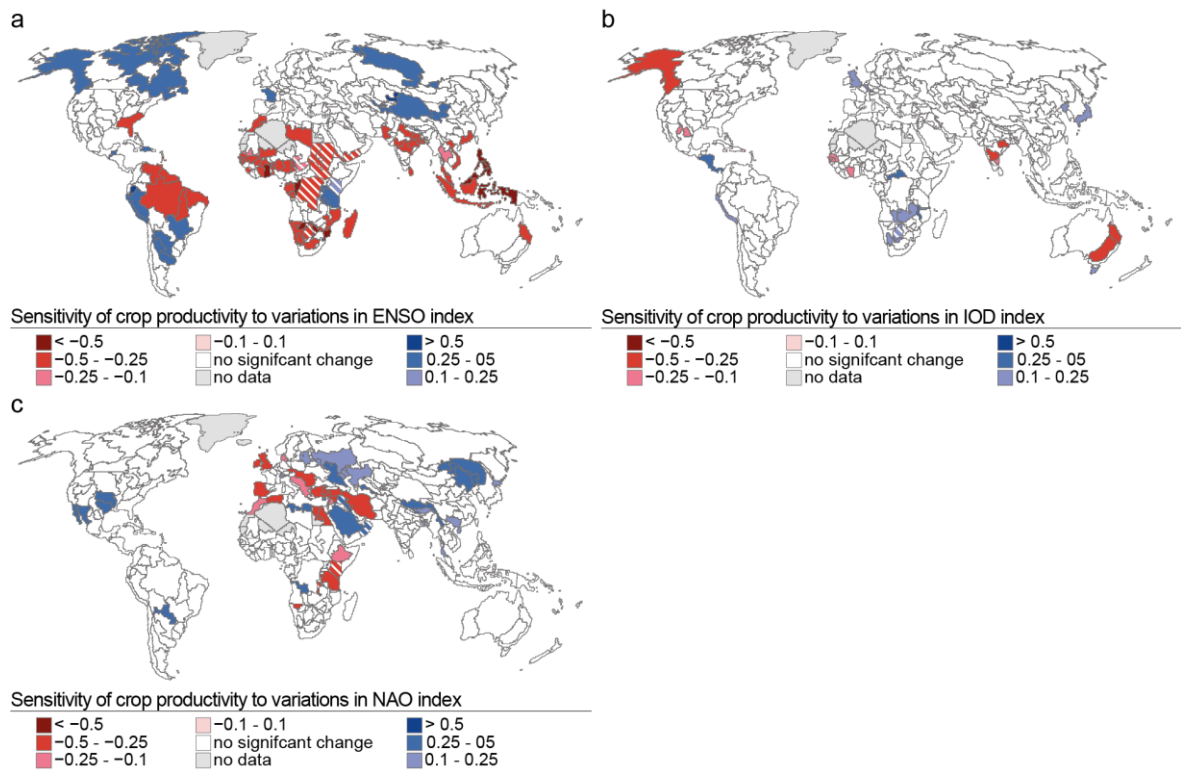 a
b
Sensitivity of crop productivity to variations in ENSO index
< −0.5 −0.1 - 0.1 > 0.5
−0.5 - −0.25 no signifcant change 0.25 - 05
−0.25 - −0.1 no data 0.1 - 0.25
Sensitivity of crop productivity to variations in IOD index
< −0.5 −0.1 - 0.1 > 0.5
−0.5 - −0.25 no signifcant change 0.25 - 05
−0.25 - −0.1 no data 0.1 - 0.25
c
Sensitivity of crop productivity to variations in NAO index
< −0.5 −0.1 - 0.1 > 0.5
−0.5 - −0.25 no signifcant change 0.25 - 05
−0.25 - −0.1 no data 0.1 - 0.25